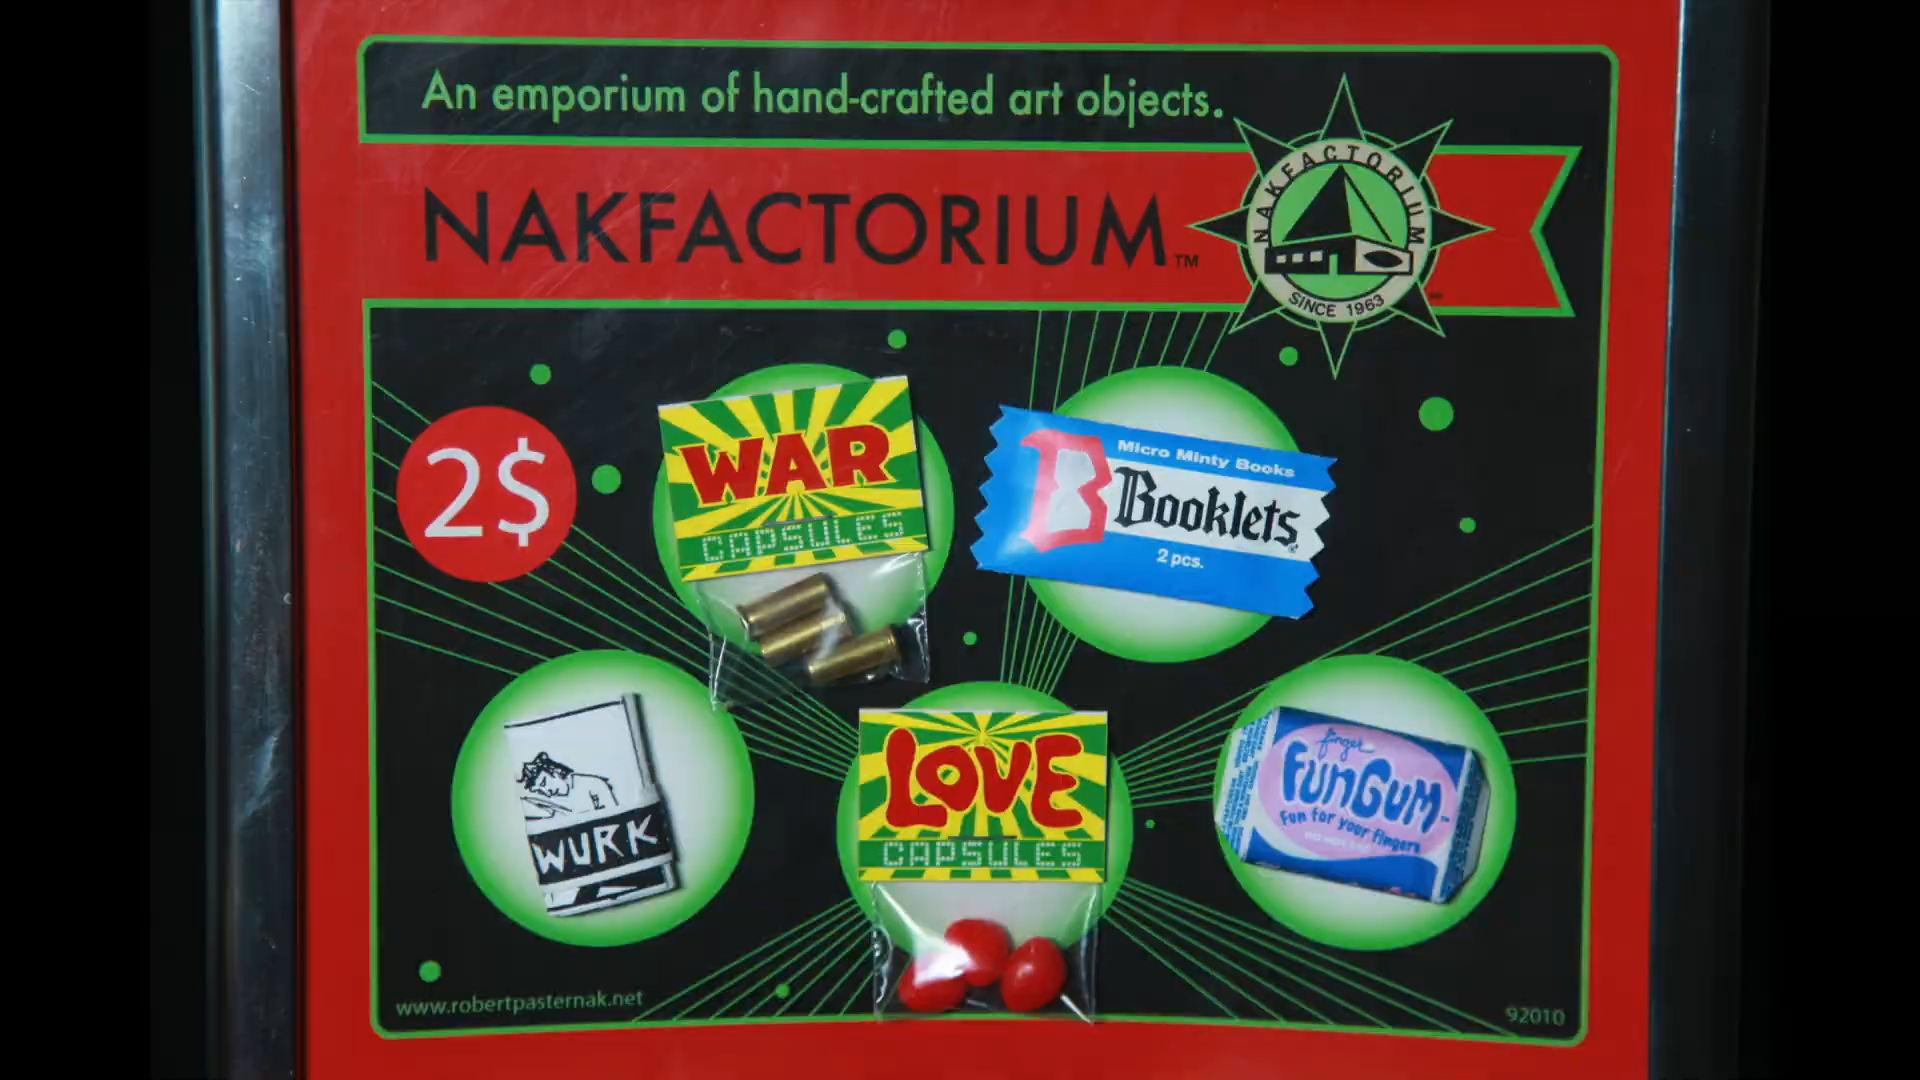 An emporium of hand-crafted art objects.
NAKFACTORIUM™
NAKFACTORIUM
SINCE 1963
2$
WAR
CAPSULES
Micro Minty Books
B Booklets
2 pcs.
WURK
LOVE
CAPSULES
finger
FUNGUM
Fun for your fingers
www.robertpasternak.net
92010